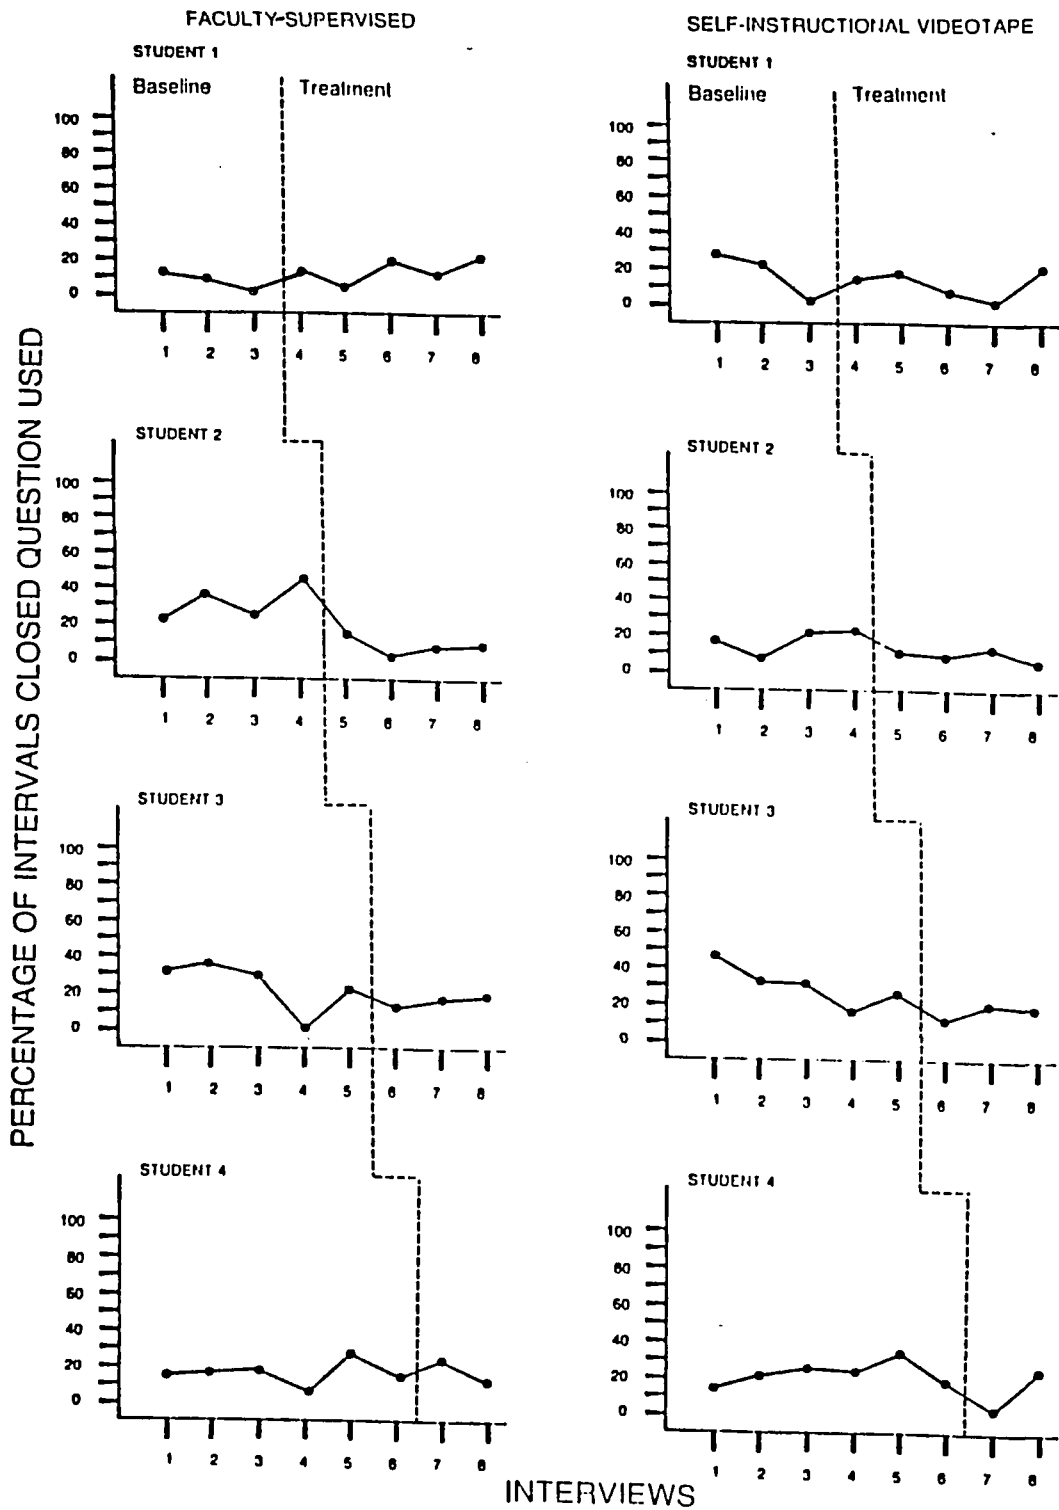 FACULTY-SUPERVISED
STUDENT 1
Baseline Treatment
100
80
60
40
20
0
1 2 3 4 5 6 7 8
STUDENT 2
100
80
60
40
20
0
1 2 3 4 5 6 7 8
STUDENT 3
100
80
60
40
20
0
1 2 3 4 5 6 7 8
STUDENT 4
100
80
60
40
20
0
1 2 3 4 5 6 7 8
SELF-INSTRUCTIONAL VIDEOTAPE
STUDENT 1
Baseline Treatment
100
80
60
40
20
0
1 2 3 4 5 6 7 8
STUDENT 2
100
80
60
40
20
0
1 2 3 4 5 6 7 8
STUDENT 3
100
80
60
40
20
0
1 2 3 4 5 6 7 8
STUDENT 4
100
80
60
40
20
0
1 2 3 4 5 6 7 8
PERCENTAGE OF INTERVALS CLOSED QUESTION USED
INTERVIEWS